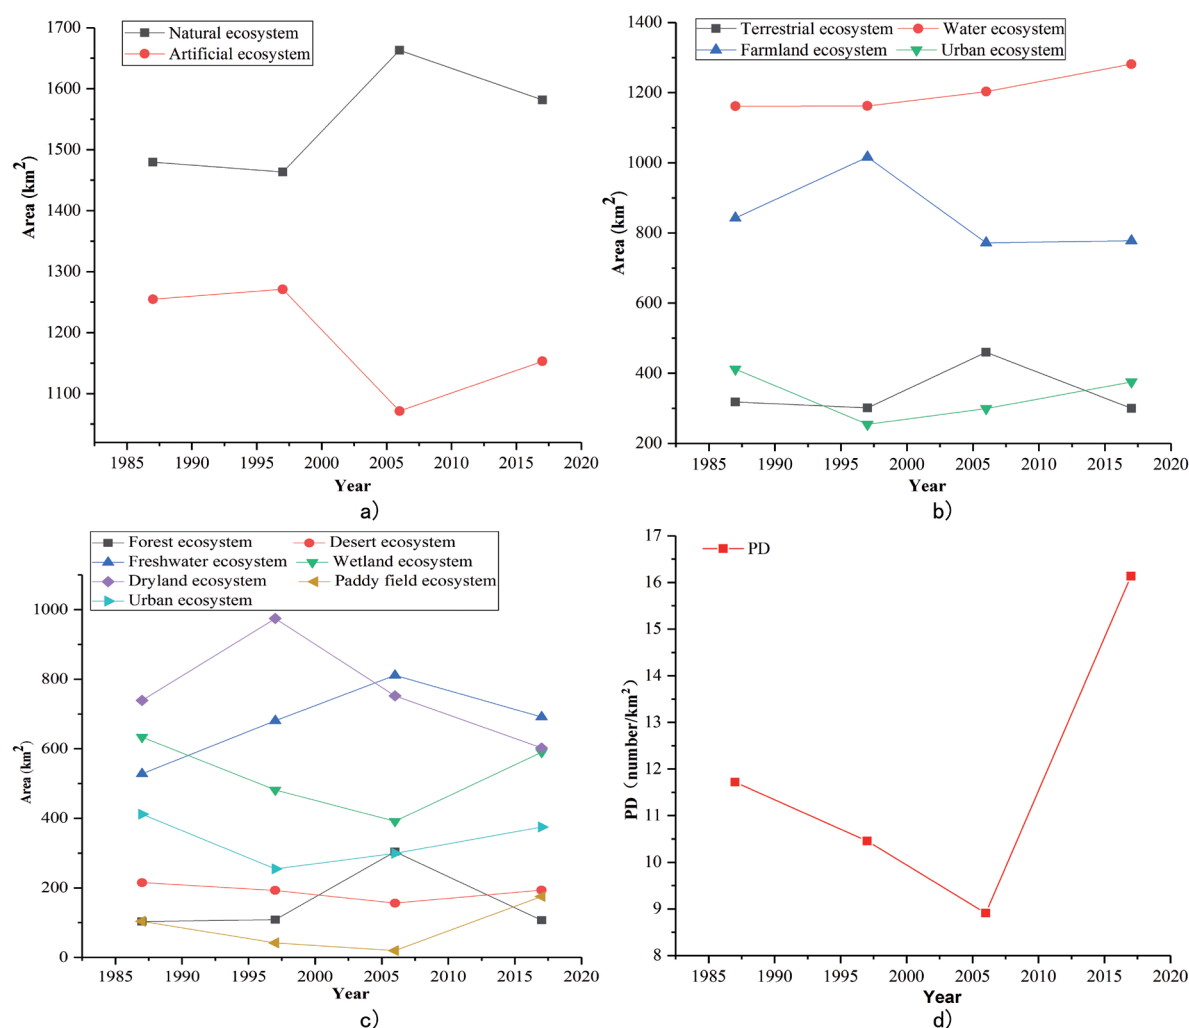 Natural ecosystem
Artificial ecosystem
1700
1600
1500
1400
1300
1200
1100
Area (km²)
1985 1990 1995 2000 2005 2010 2015 2020
Year
a)
Terrestrial ecosystem Water ecosystem
Farmland ecosystem Urban ecosystem
1400
1200
1000
800
600
400
200
Area (km²)
1985 1990 1995 2000 2005 2010 2015 2020
Year
b)
Forest ecosystem Desert ecosystem
Freshwater ecosystem Wetland ecosystem
Dryland ecosystem Paddy field ecosystem
Urban ecosystem
1000
800
600
400
200
0
Area (km²)
1985 1990 1995 2000 2005 2010 2015 2020
Year
c)
PD
17
16
15
14
13
12
11
10
9
8
PD（number/km²）
1985 1990 1995 2000 2005 2010 2015 2020
Year
d)